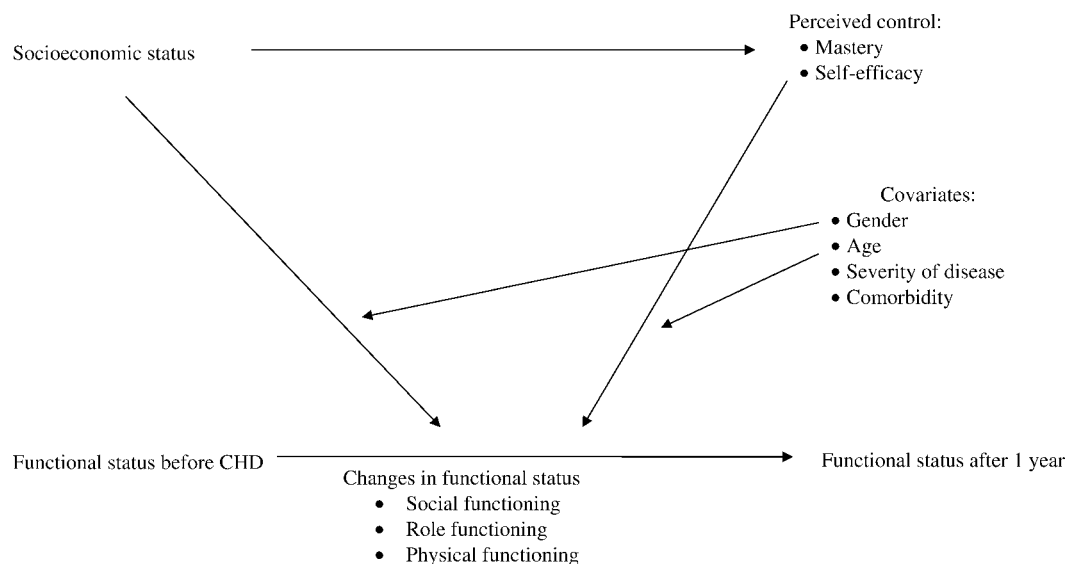 Socioeconomic status
Perceived control:
• Mastery
• Self-efficacy
Covariates:
• Gender
• Age
• Severity of disease
• Comorbidity
Functional status before CHD
Functional status after 1 year
Changes in functional status
• Social functioning
• Role functioning
• Physical functioning